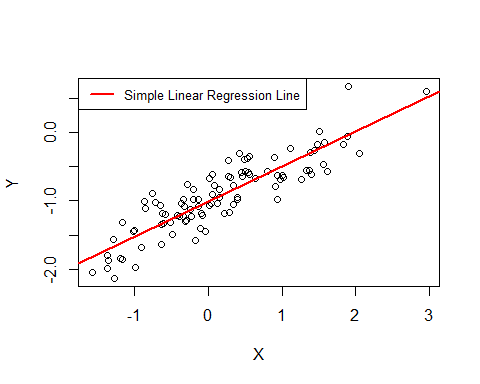 Simple Linear Regression Line
0.0
-1.0
-2.0
Y
-1 0 1 2 3
X